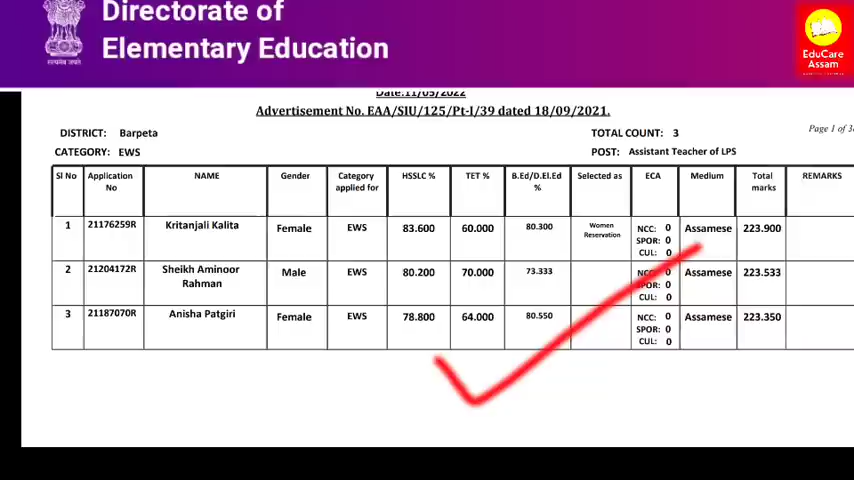 Directorate of
Elementary Education
सत्यमेव जयते
EduCare
Assam
Date:11/05/2022
Advertisement No. EAA/SIU/125/Pt-I/39 dated 18/09/2021.
Page 1 of
DISTRICT: Barpeta TOTAL COUNT: 3
CATEGORY: EWS POST: Assistant Teacher of LPS
Sl No Application No NAME Gender Category applied for HSSLC % TET % B.Ed/D.El.Ed % Selected as ECA Medium Total marks REMARKS
1 21176259R Kritanjali Kalita Female EWS 83.600 60.000 80.300 Women Reservation NCC: 0 SPOR: 0 CUL: 0 Assamese 223.900
2 21204172R Sheikh Aminoor Rahman Male EWS 80.200 70.000 73.333 NCC: 0 SPOR: 0 CUL: 0 Assamese 223.533
3 21187070R Anisha Patgiri Female EWS 78.800 64.000 80.550 NCC: 0 SPOR: 0 CUL: 0 Assamese 223.350